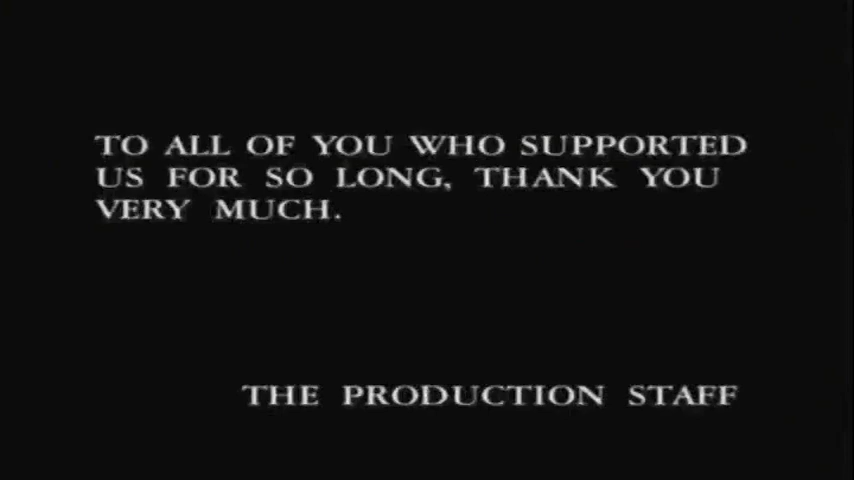 TO ALL OF YOU WHO SUPPORTED
US FOR SO LONG, THANK YOU
VERY MUCH.
THE PRODUCTION STAFF